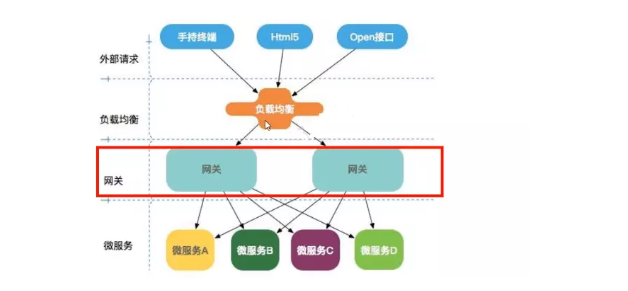 手持终端
Html5
Open接口
外部请求
负载均衡
负载均衡
网关
网关
网关
微服务
微服务A
微服务B
微服务C
微服务D